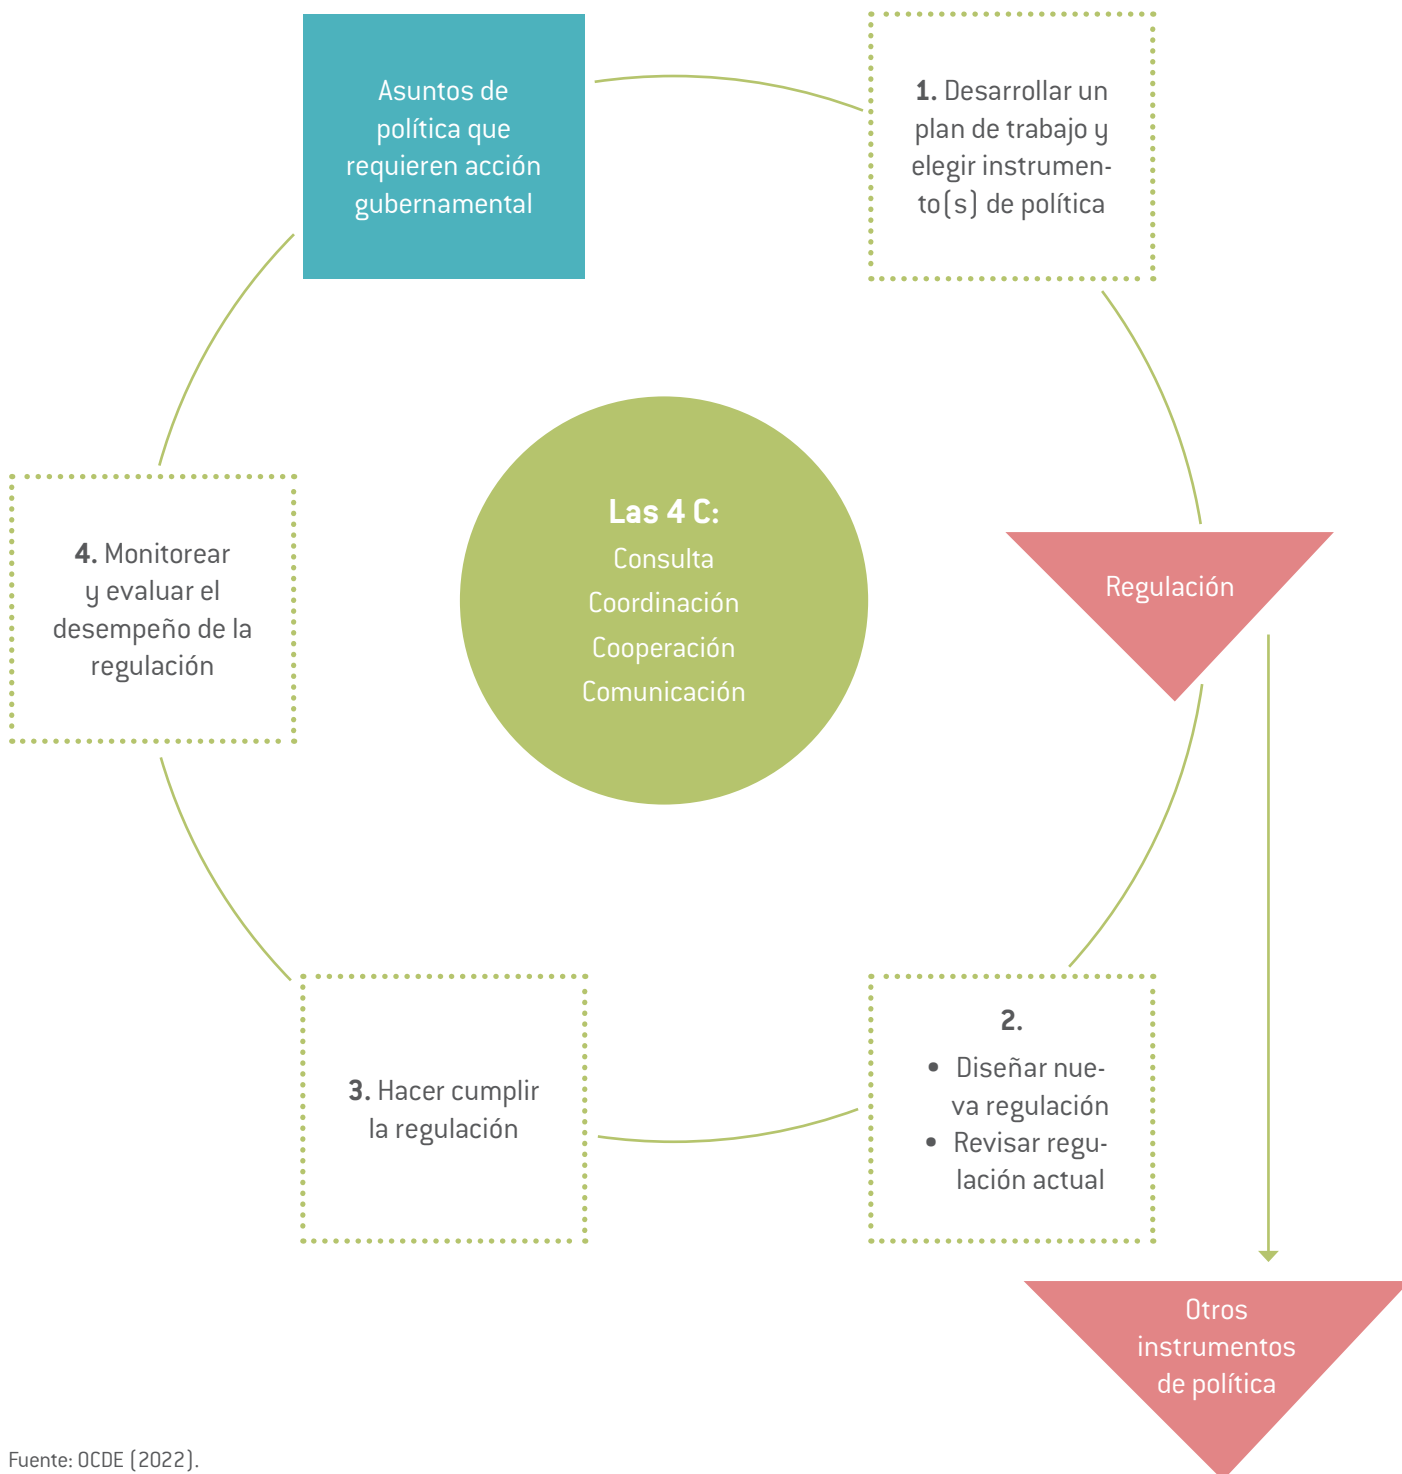 Asuntos de
política que
requieren acción
gubernamental
1. Desarrollar un
plan de trabajo y
elegir instrumen-
to(s) de política
Las 4 C:
Consulta
Coordinación
Cooperación
Comunicación
4. Monitorear
y evaluar el
desempeño de la
regulación
Regulación
3. Hacer cumplir
la regulación
2.
• Diseñar nue-
va regulación
• Revisar regu-
lación actual
Otros
instrumentos
de política
Fuente: OCDE (2022).